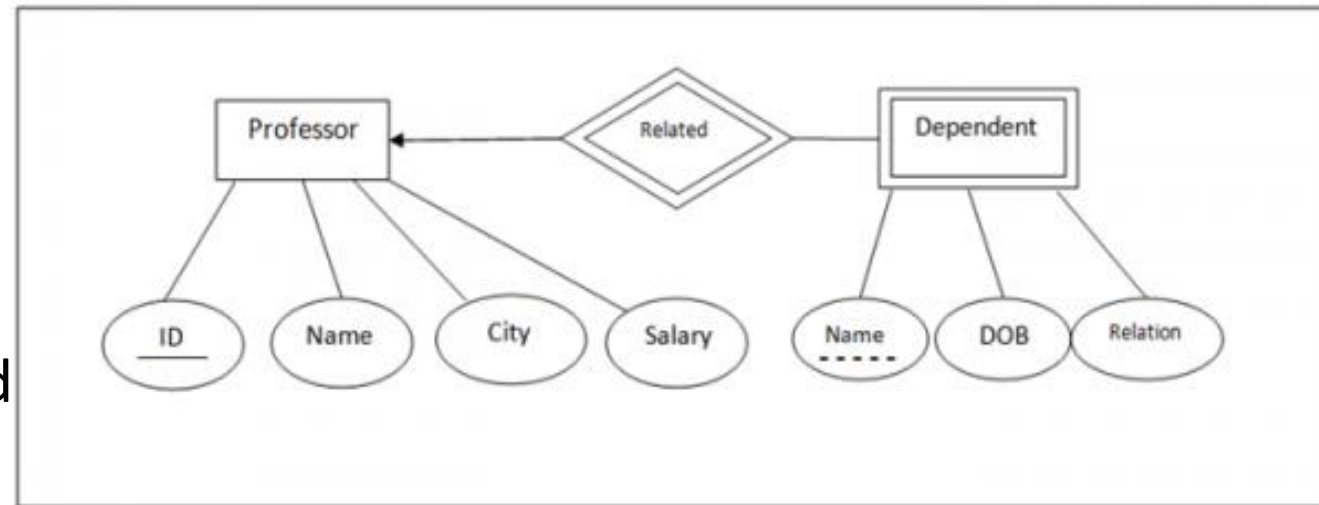 Professor
Related
Dependent
ID
Name
City
Salary
Name
DOB
Relation
d